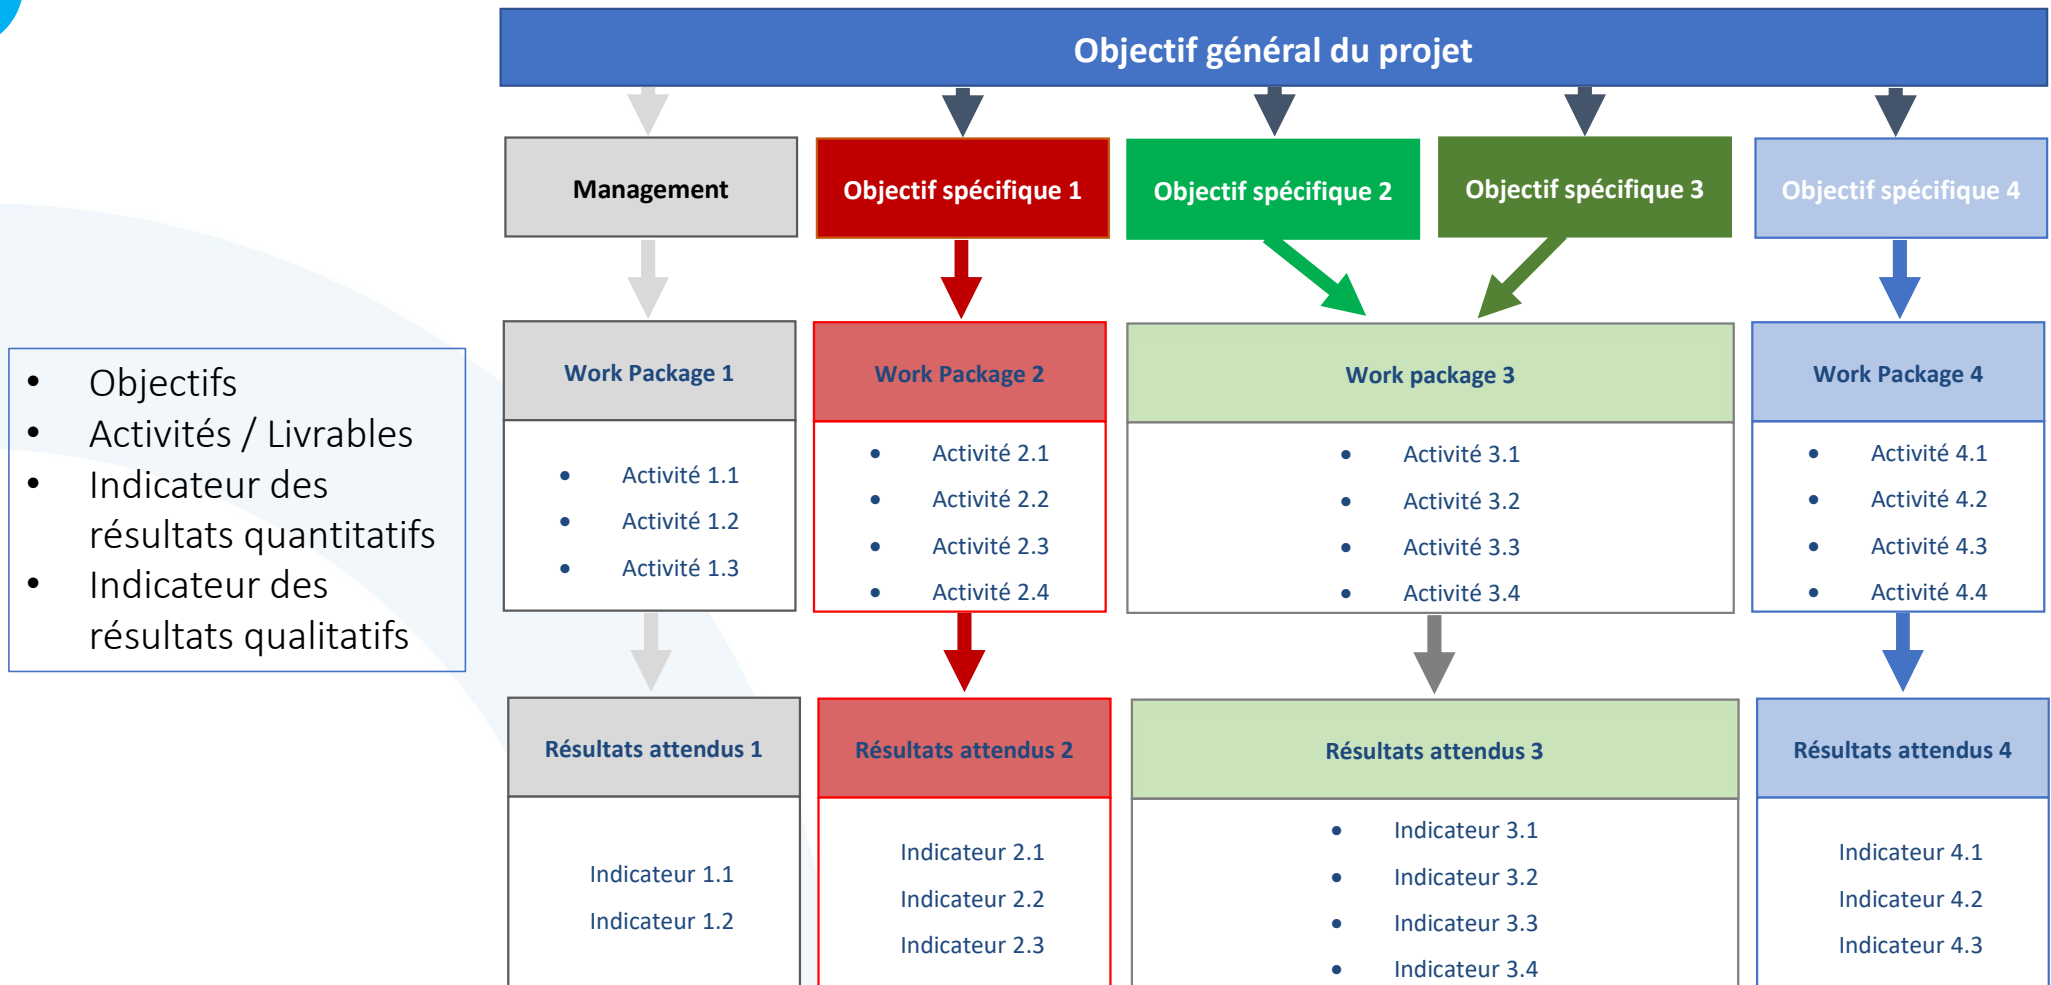 Objectif général du projet
Management
Objectif spécifique 1
Objectif spécifique 2
Objectif spécifique 3
Objectif spécifique 4
• Objectifs
• Activités / Livrables
• Indicateur des
résultats quantitatifs
• Indicateur des
résultats qualitatifs
Work Package 1
• Activité 1.1
• Activité 1.2
• Activité 1.3
Work Package 2
• Activité 2.1
• Activité 2.2
• Activité 2.3
• Activité 2.4
Work package 3
• Activité 3.1
• Activité 3.2
• Activité 3.3
• Activité 3.4
Work Package 4
• Activité 4.1
• Activité 4.2
• Activité 4.3
• Activité 4.4
Résultats attendus 1
Indicateur 1.1
Indicateur 1.2
Résultats attendus 2
Indicateur 2.1
Indicateur 2.2
Indicateur 2.3
Résultats attendus 3
• Indicateur 3.1
• Indicateur 3.2
• Indicateur 3.3
• Indicateur 3.4
Résultats attendus 4
Indicateur 4.1
Indicateur 4.2
Indicateur 4.3